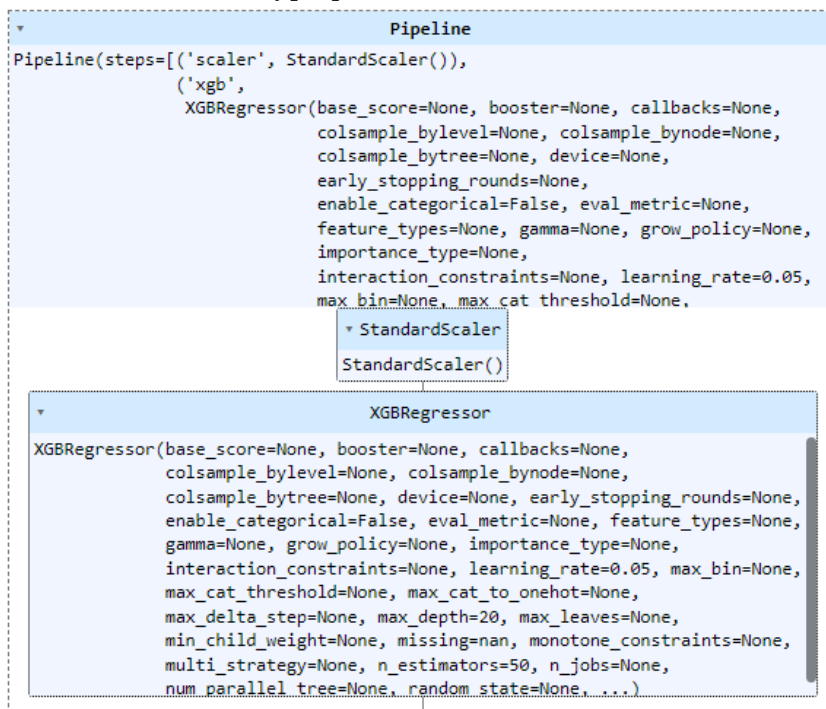 Pipeline
Pipeline(steps=[('scaler', StandardScaler()),
('xgb',
XGBRegressor(base_score=None, booster=None, callbacks=None,
colsample_bylevel=None, colsample_bynode=None,
colsample_bytree=None, device=None,
early_stopping_rounds=None,
enable_categorical=False, eval_metric=None,
feature_types=None, gamma=None, grow_policy=None,
importance_type=None,
interaction_constraints=None, learning_rate=0.05,
max_bin=None, max_cat_threshold=None,
StandardScaler
StandardScaler()
XGBRegressor
XGBRegressor(base_score=None, booster=None, callbacks=None,
colsample_bylevel=None, colsample_bynode=None,
colsample_bytree=None, device=None, early_stopping_rounds=None,
enable_categorical=False, eval_metric=None, feature_types=None,
gamma=None, grow_policy=None, importance_type=None,
interaction_constraints=None, learning_rate=0.05, max_bin=None,
max_cat_threshold=None, max_cat_to_onehot=None,
max_delta_step=None, max_depth=20, max_leaves=None,
min_child_weight=None, missing=nan, monotone_constraints=None,
multi_strategy=None, n_estimators=50, n_jobs=None,
num_parallel_tree=None, random_state=None, ...)